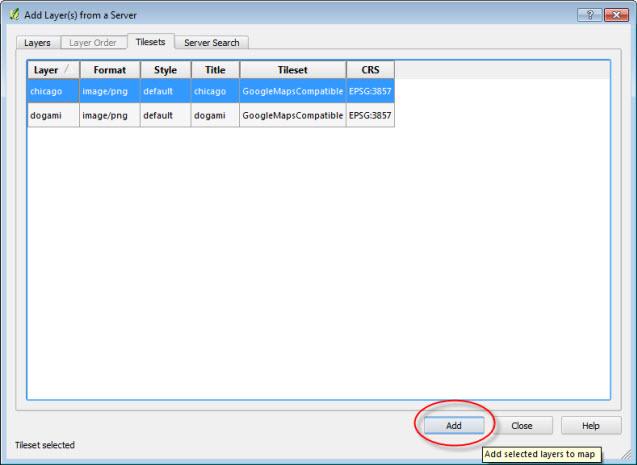 Add Layer(s) from a Server
Layers Layer Order Tilesets Server Search
Layer Format Style Title Tileset CRS
chicago image/png default chicago GoogleMapsCompatible EPSG:3857
dogami image/png default dogami GoogleMapsCompatible EPSG:3857
Add Close Help
Tileset selected
Add selected layers to map